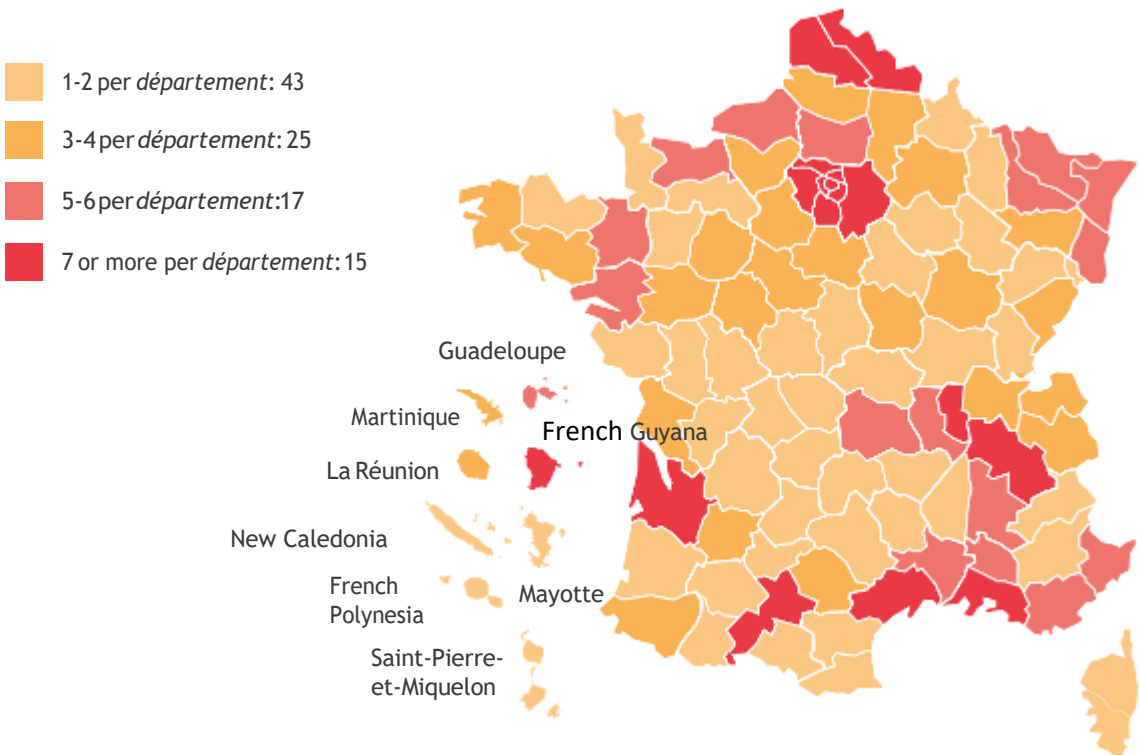 1-2 per département: 43
3-4 per département: 25
5-6 per département:17
7 or more per département: 15
Guadeloupe
Martinique
French Guyana
La Réunion
New Caledonia
French
Polynesia
Mayotte
Saint-Pierre-
et-Miquelon